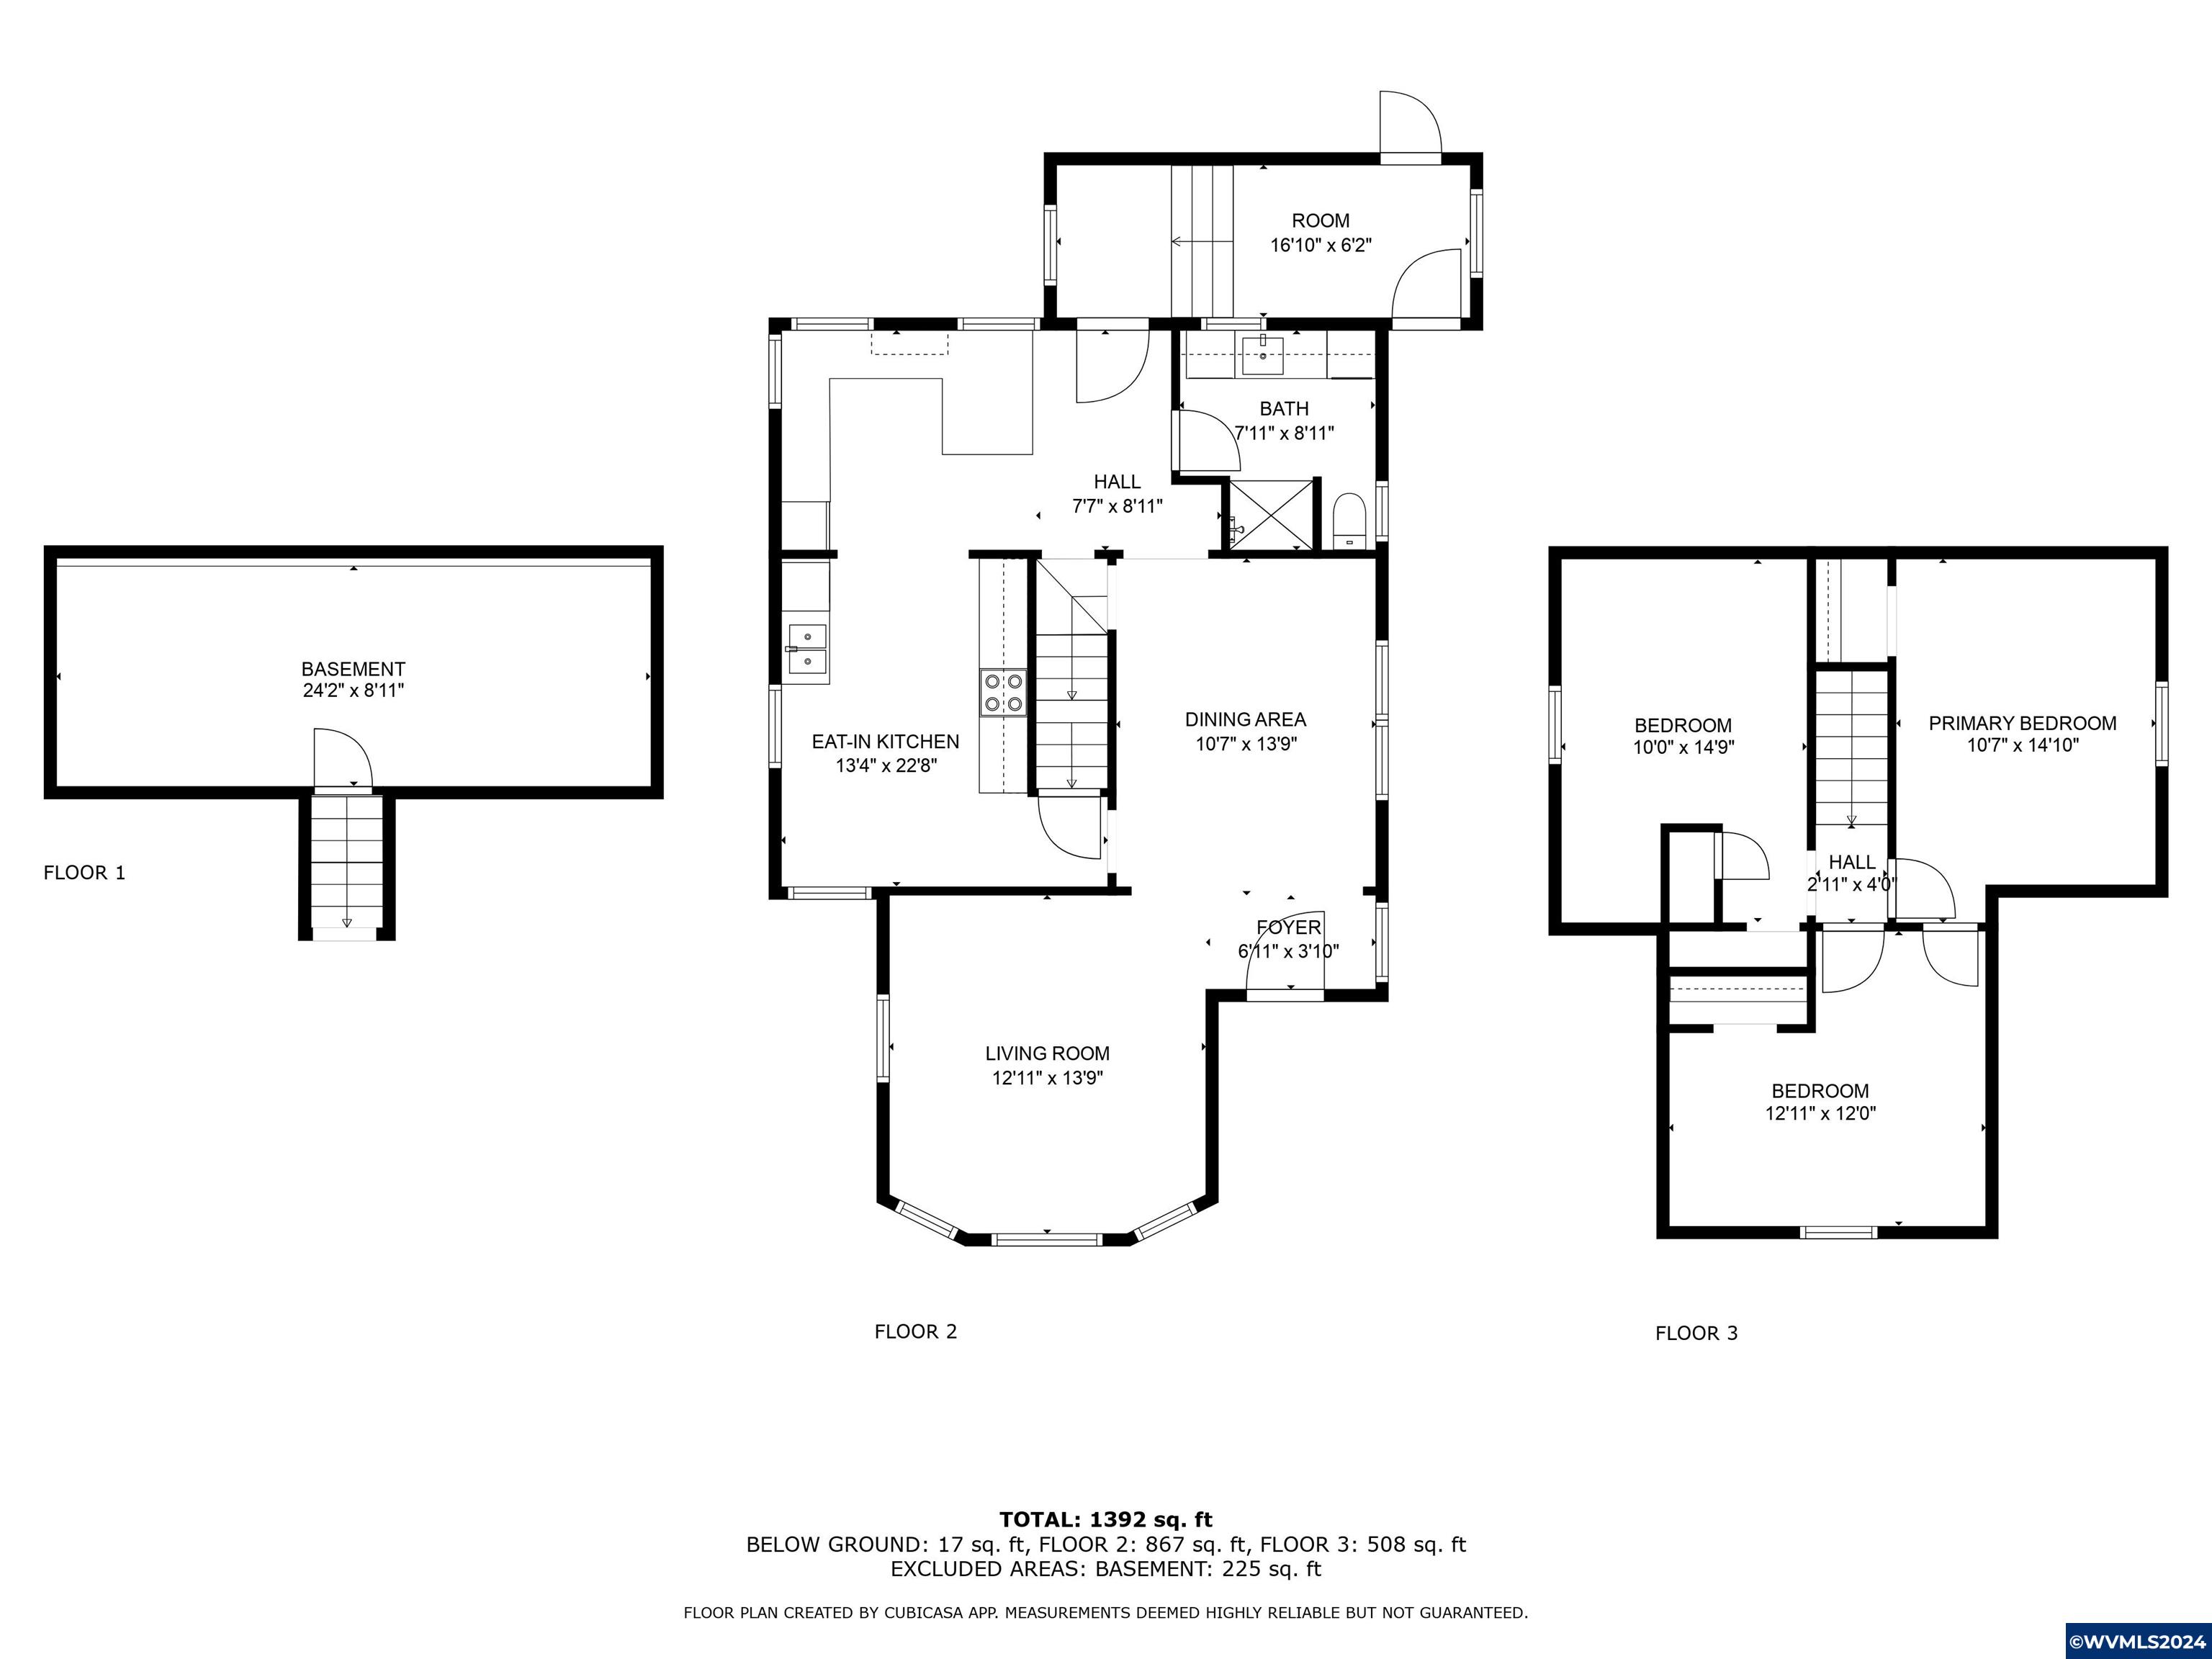 ROOM
16'10" x 6'2"
BATH
7'11" x 8'11"
HALL
7'7" x 8'11"
BASEMENT
24'2" x 8'11"
EAT-IN KITCHEN
13'4" x 22'8"
DINING AREA
10'7" x 13'9"
BEDROOM
10'0" x 14'9"
PRIMARY BEDROOM
10'7" x 14'10"
HALL
2'11" x 4'0"
FLOOR 1
FOYER
6'11" x 3'10"
LIVING ROOM
12'11" x 13'9"
BEDROOM
12'11" x 12'0"
FLOOR 2
FLOOR 3
TOTAL: 1392 sq. ft
BELOW GROUND: 17 sq. ft, FLOOR 2: 867 sq. ft, FLOOR 3: 508 sq. ft
EXCLUDED AREAS: BASEMENT: 225 sq. ft
FLOOR PLAN CREATED BY CUBICASA APP. MEASUREMENTS DEEMED HIGHLY RELIABLE BUT NOT GUARANTEED.
©WVMLS2024